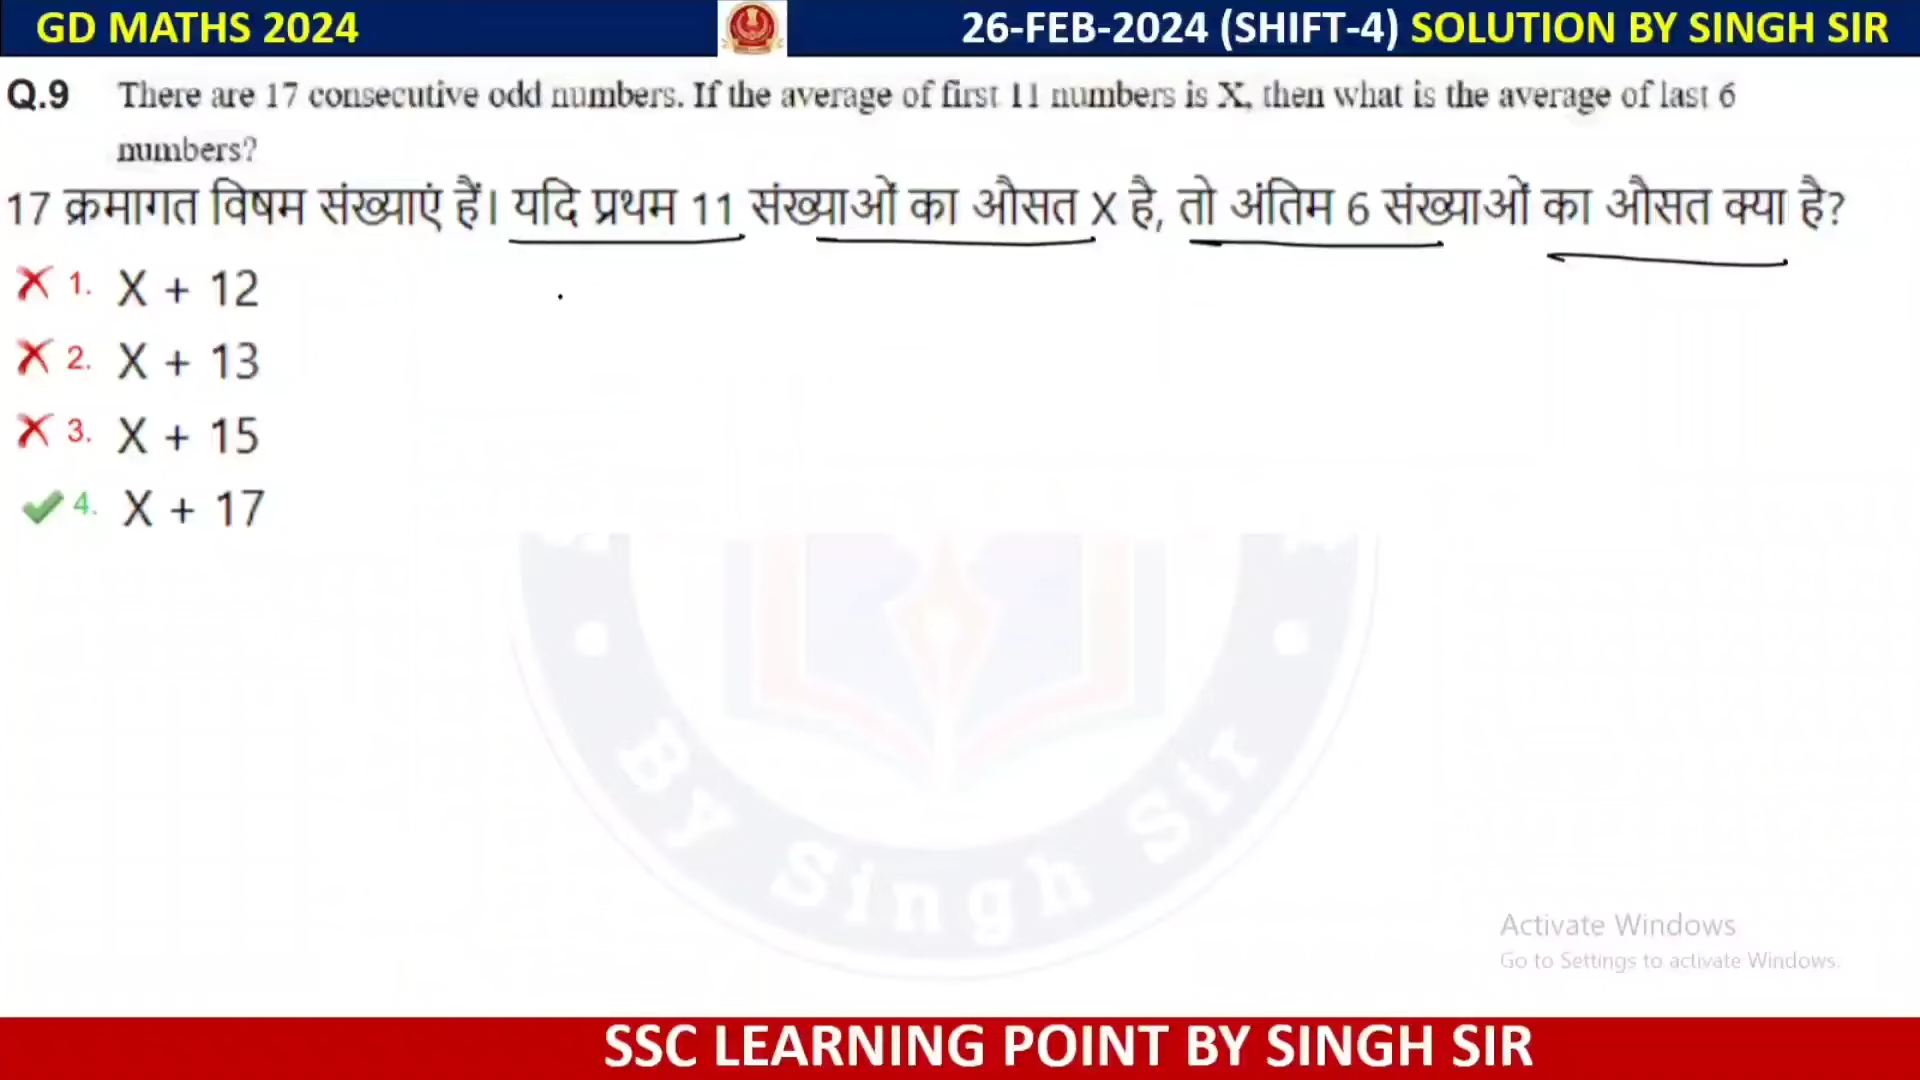 GD MATHS 2024
26-FEB-2024 (SHIFT-4) SOLUTION BY SINGH SIR
Q.9 There are 17 consecutive odd numbers. If the average of first 11 numbers is X, then what is the average of last 6
numbers?
17 क्रमागत विषम संख्याएं हैं। यदि प्रथम 11 संख्याओं का औसत X है, तो अंतिम 6 संख्याओं का औसत क्या है?
1. X + 12
2. X + 13
3. X + 15
4. X + 17
By Singh Sir
Activate Windows
Go to Settings to activate Windows.
SSC LEARNING POINT BY SINGH SIR